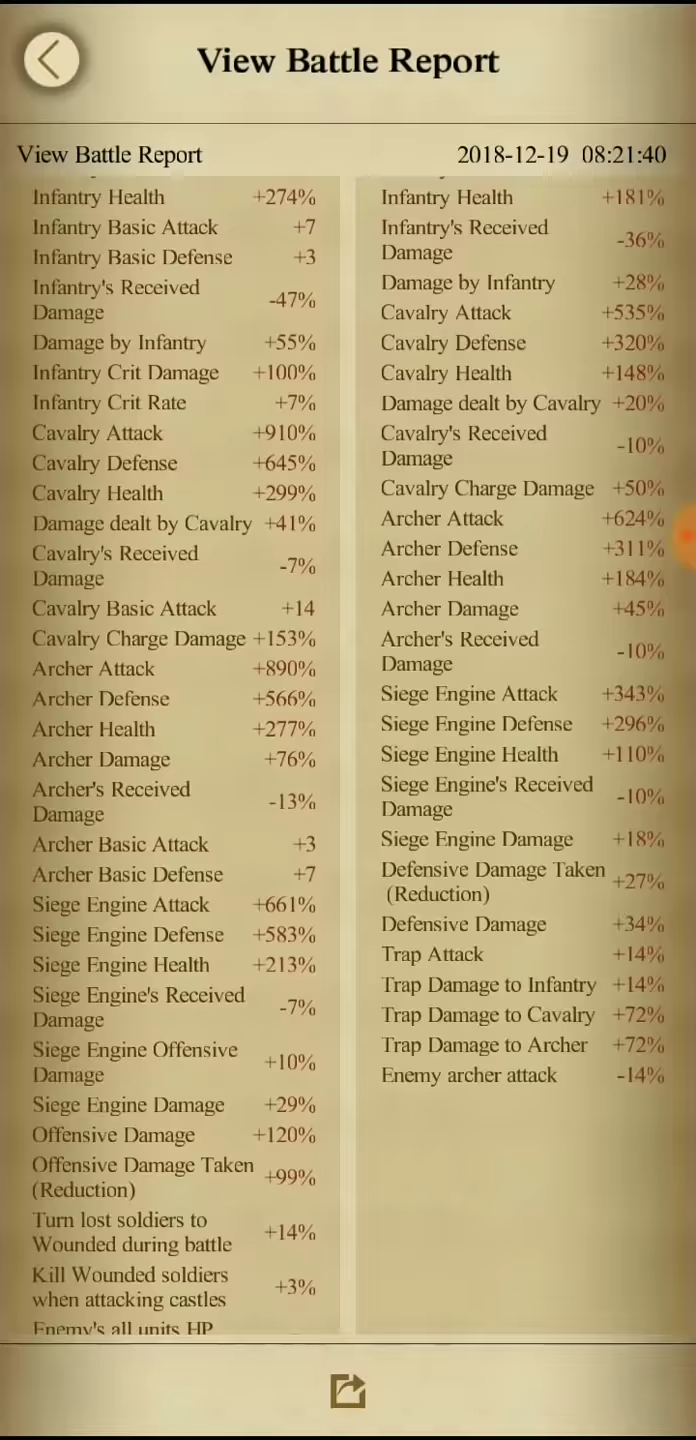 View Battle Report
View Battle Report 2018-12-19 08:21:40
Infantry Health +274%
Infantry Basic Attack +7
Infantry Basic Defense +3
Infantry's Received
Damage -47%
Damage by Infantry +55%
Infantry Crit Damage +100%
Infantry Crit Rate +7%
Cavalry Attack +910%
Cavalry Defense +645%
Cavalry Health +299%
Damage dealt by Cavalry +41%
Cavalry's Received
Damage -7%
Cavalry Basic Attack +14
Cavalry Charge Damage +153%
Archer Attack +890%
Archer Defense +566%
Archer Health +277%
Archer Damage +76%
Archer's Received
Damage -13%
Archer Basic Attack +3
Archer Basic Defense +7
Siege Engine Attack +661%
Siege Engine Defense +583%
Siege Engine Health +213%
Siege Engine's Received
Damage -7%
Siege Engine Offensive
Damage +10%
Siege Engine Damage +29%
Offensive Damage +120%
Offensive Damage Taken
(Reduction) +99%
Turn lost soldiers to
Wounded during battle +14%
Kill Wounded soldiers
when attacking castles +3%
Enemy's all units HP
Infantry Health +181%
Infantry's Received
Damage -36%
Damage by Infantry +28%
Cavalry Attack +535%
Cavalry Defense +320%
Cavalry Health +148%
Damage dealt by Cavalry +20%
Cavalry's Received
Damage -10%
Cavalry Charge Damage +50%
Archer Attack +624%
Archer Defense +311%
Archer Health +184%
Archer Damage +45%
Archer's Received
Damage -10%
Siege Engine Attack +343%
Siege Engine Defense +296%
Siege Engine Health +110%
Siege Engine's Received
Damage -10%
Siege Engine Damage +18%
Defensive Damage Taken
(Reduction) +27%
Defensive Damage +34%
Trap Attack +14%
Trap Damage to Infantry +14%
Trap Damage to Cavalry +72%
Trap Damage to Archer +72%
Enemy archer attack -14%